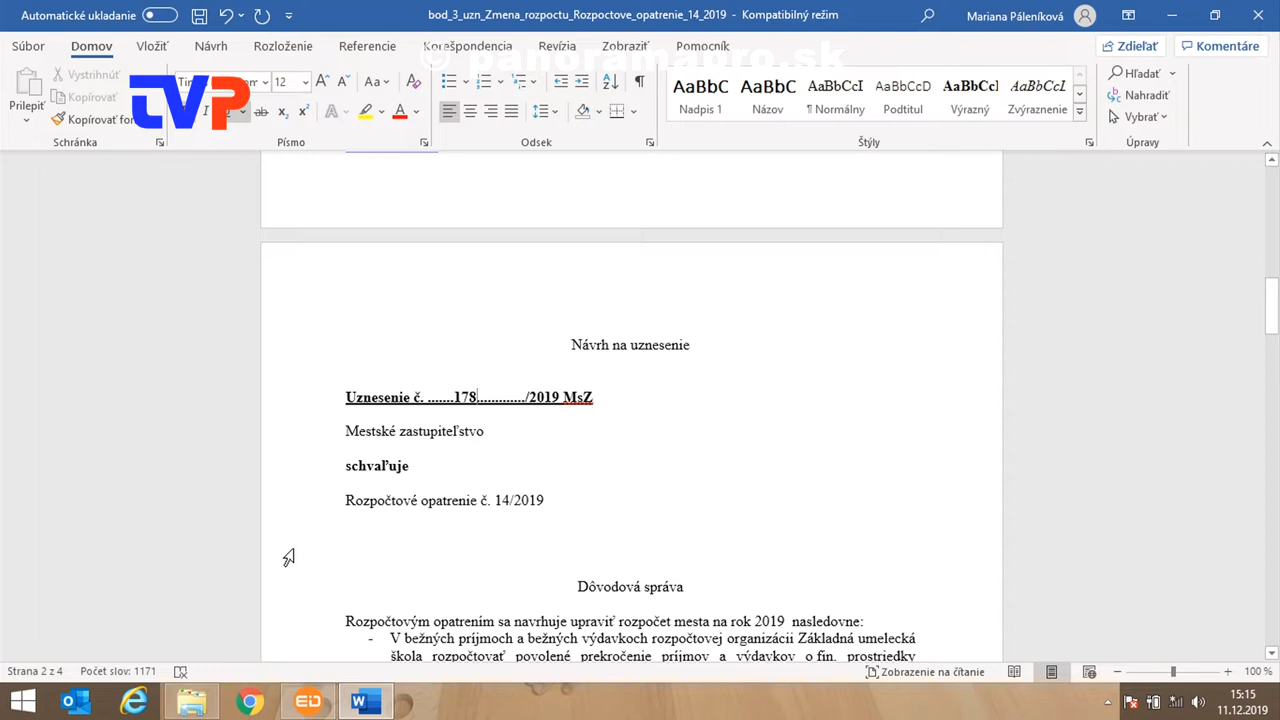 Automatické ukladanie
bod_3_uzn_Zmena_rozpoctu_Rozpoctove_opatrenie_14_2019 - Kompatibilný režim
Mariana Páleníková
Súbor Domov Vložiť Návrh Rozloženie Referencie Korešpondencia Revízia Zobraziť Pomocník
Zdieľať Komentáre
© panoramapro.sk
TVP
Prilepiť
Vystrihnúť
Kopírovať
Kopírovať for
12
AaBbC AaBbC AaBbCcI AaBbCcD AaBbCcI AaBbCcI
Nadpis 1 Názov ¶ Normálny Podtitul Výrazný Zvýraznenie
Hľadať
Nahradiť
Vybrať
Schránka Písmo Odsek Štýly Úpravy
Návrh na uznesenie
Uznesenie č. .......178............/2019 MsZ
Mestské zastupiteľstvo
schvaľuje
Rozpočtové opatrenie č. 14/2019
Dôvodová správa
Rozpočtovým opatrením sa navrhuje upraviť rozpočet mesta na rok 2019 nasledovne:
- V bežných príjmoch a bežných výdavkoch rozpočtovej organizácii Základná umelecká
škola rozpočtovať povolené prekročenie príjmov a výdavkov o fin. prostriedky
Strana 2 z 4 Počet slov: 1171
Zobrazenie na čítanie
100 %
15:15
11.12.2019